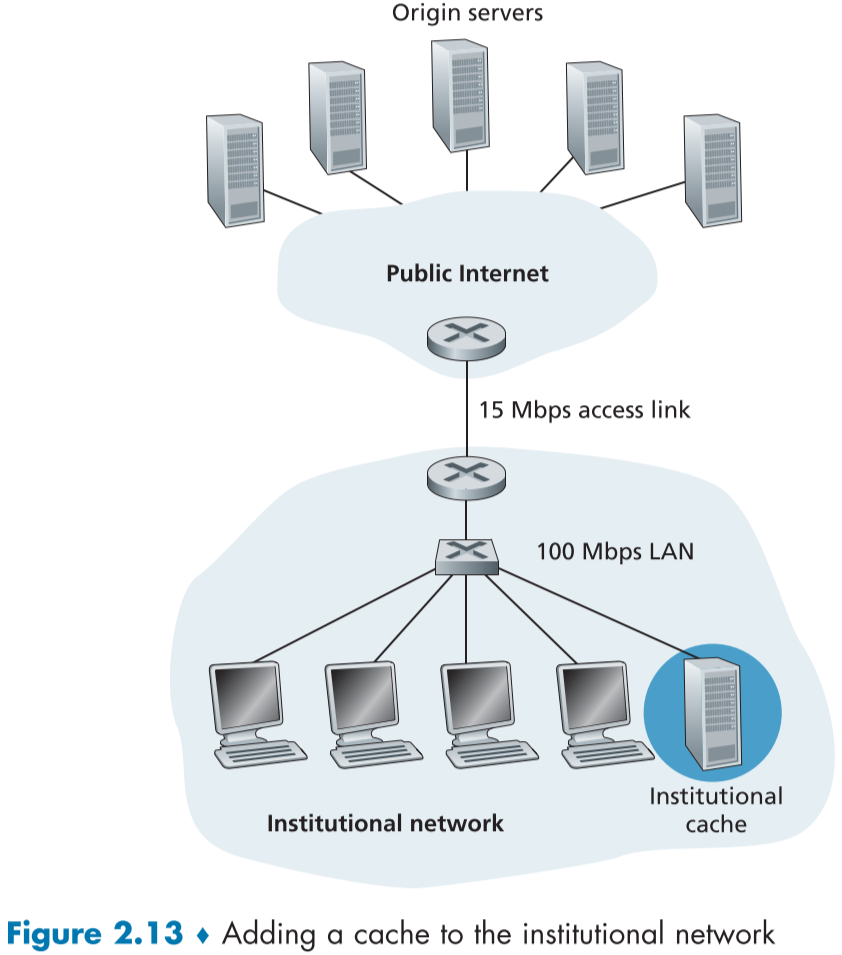 Origin servers
Public Internet
15 Mbps access link
100 Mbps LAN
Institutional
cache
Institutional network
Figure 2.13 ♦ Adding a cache to the institutional network